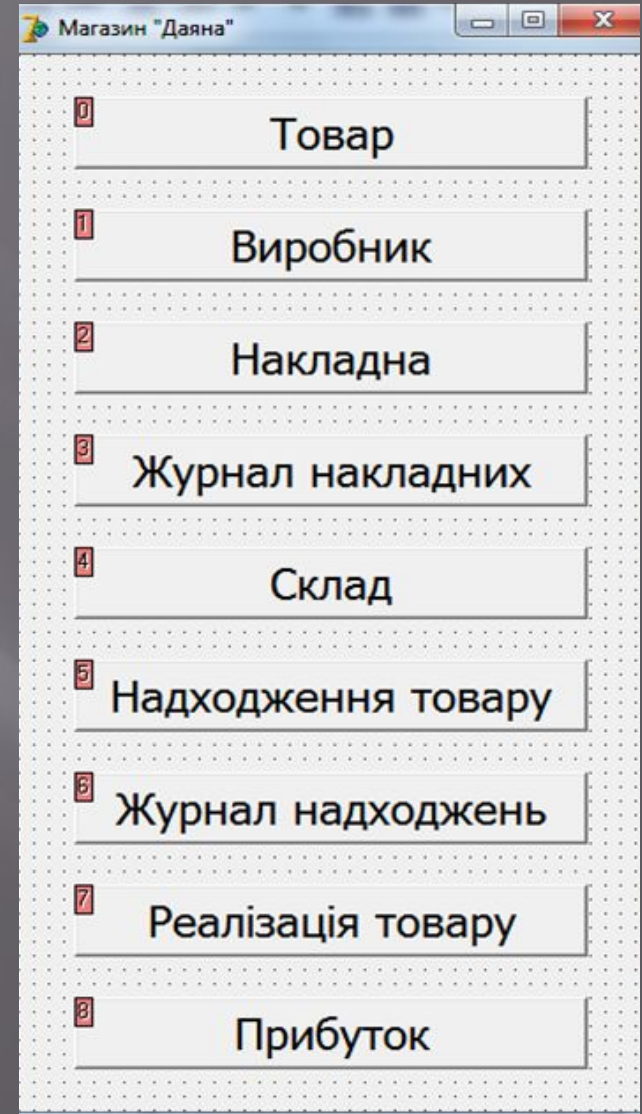 Магазин "Даяна"
0
Товар
1
Виробник
2
Накладна
3
Журнал накладних
4
Склад
5
Надходження товару
6
Журнал надходжень
7
Реалізація товару
8
Прибуток